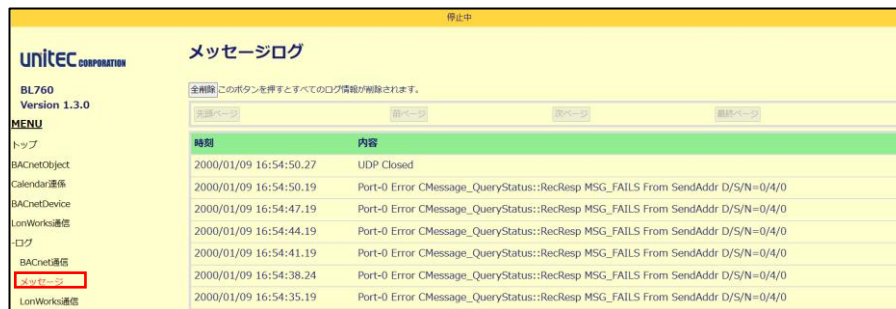 停止中
unitec CORPORATION
BL760
Version 1.3.0
MENU
トップ
BACnetObject
Calendar連係
BACnetDevice
LonWorks通信
-ログ
BACnet通信
メッセージ
LonWorks通信
メッセージログ
全削除 このボタンを押すとすべてのログ情報が削除されます。
先頭ページ 前ページ 次ページ 最終ページ
時刻 内容
2000/01/09 16:54:50.27 UDP Closed
2000/01/09 16:54:50.19 Port-0 Error CMessage_QueryStatus::RecResp MSG_FAILS From SendAddr D/S/N=0/4/0
2000/01/09 16:54:47.19 Port-0 Error CMessage_QueryStatus::RecResp MSG_FAILS From SendAddr D/S/N=0/4/0
2000/01/09 16:54:44.19 Port-0 Error CMessage_QueryStatus::RecResp MSG_FAILS From SendAddr D/S/N=0/4/0
2000/01/09 16:54:41.19 Port-0 Error CMessage_QueryStatus::RecResp MSG_FAILS From SendAddr D/S/N=0/4/0
2000/01/09 16:54:38.24 Port-0 Error CMessage_QueryStatus::RecResp MSG_FAILS From SendAddr D/S/N=0/4/0
2000/01/09 16:54:35.19 Port-0 Error CMessage_QueryStatus::RecResp MSG_FAILS From SendAddr D/S/N=0/4/0